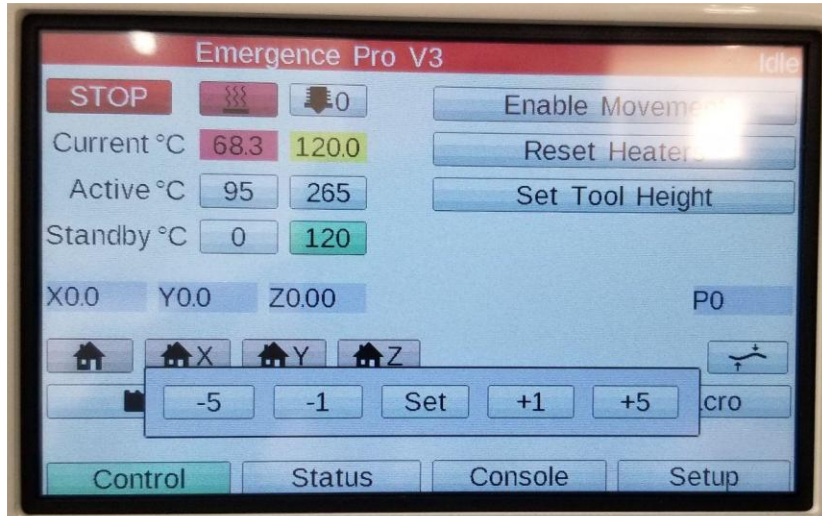 Emergence Pro V3 Idle
STOP 0 Enable Movement
Current °C 68.3 120.0 Reset Heaters
Active °C 95 265 Set Tool Height
Standby °C 0 120
X0.0 Y0.0 Z0.00 P0
X Y Z
-5 -1 Set +1 +5 cro
Control Status Console Setup